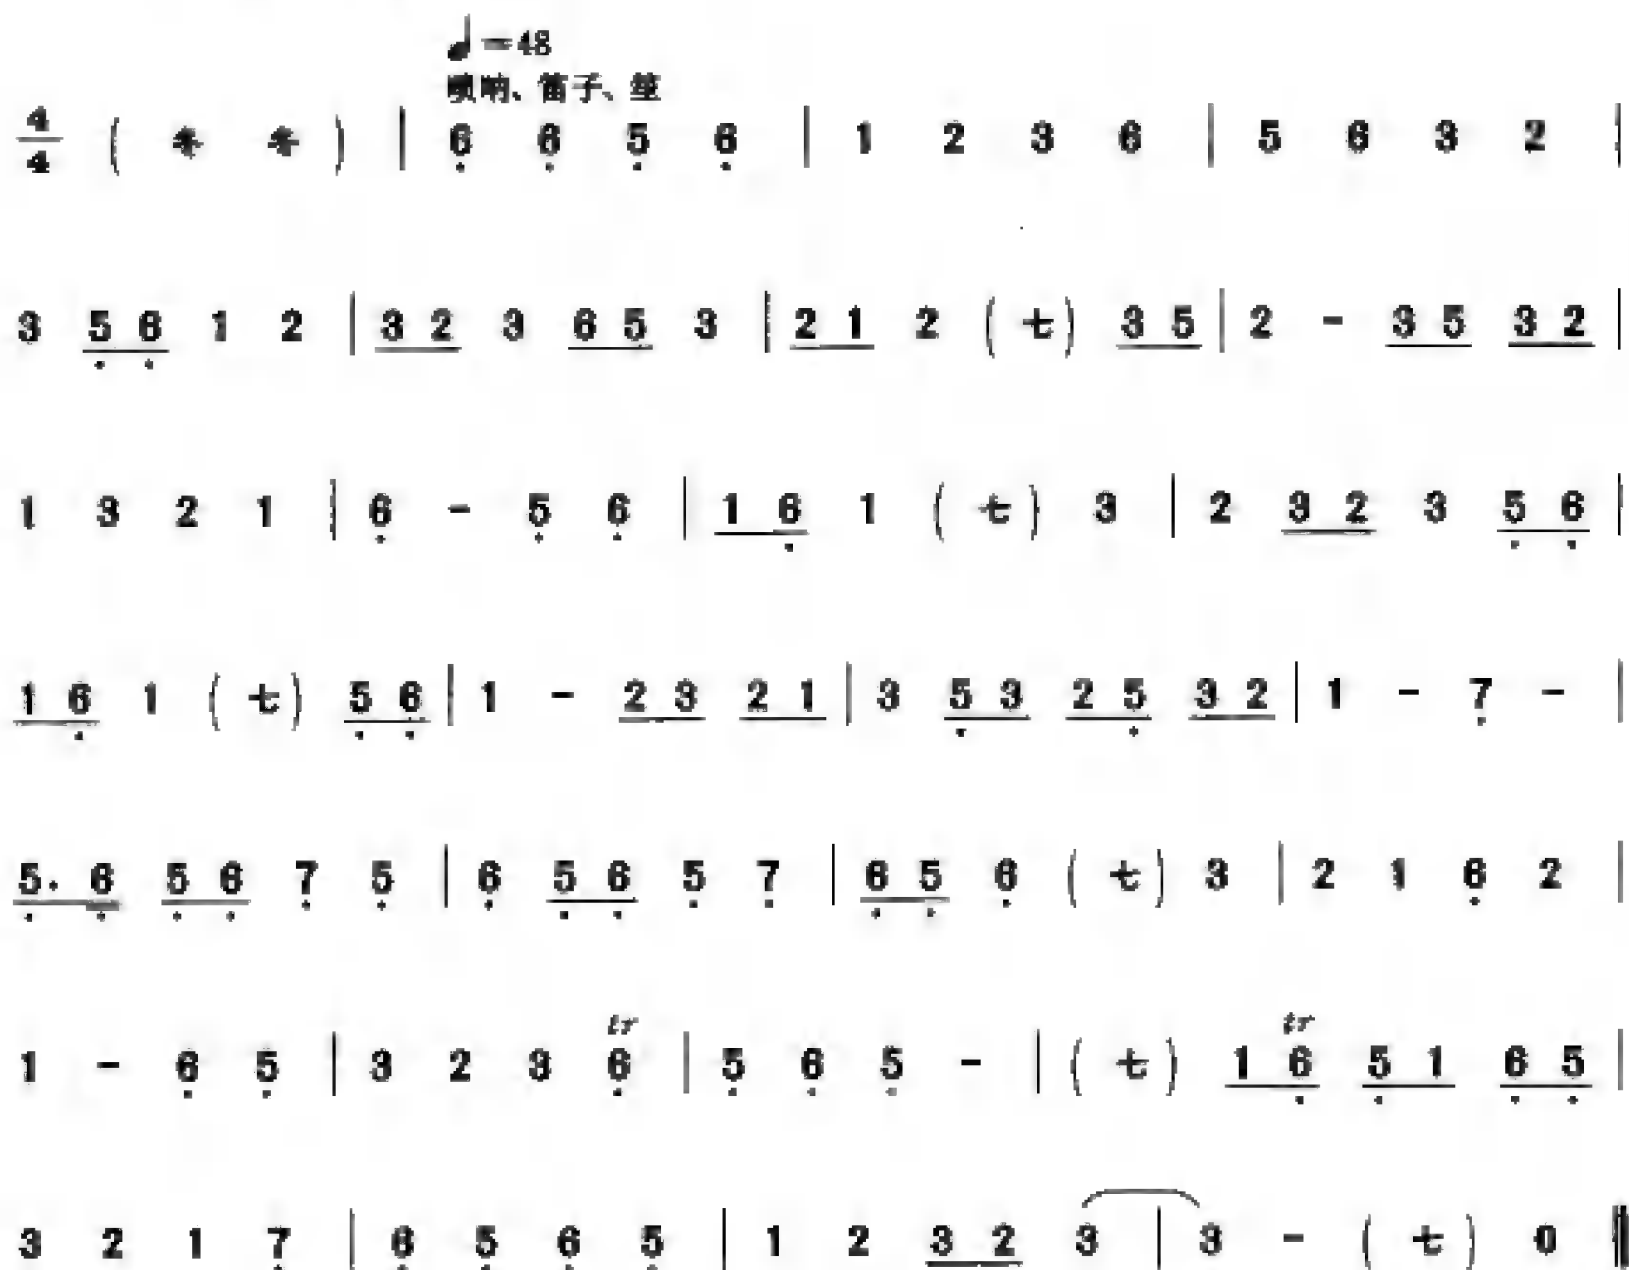 ♩=48
唢呐、笛子、笙
4/4 ( 冬 冬 ) | 6̣ 6̣ 5̣ 6̣ | 1 2 3 6 | 5 6 3 2 |
3 5̣ 6̣ 1 2 | 3 2 3 6 5 3 | 2 1 2 ( 七 ) 3 5 | 2 - 3 5 3 2 |
1 3 2 1 | 6̣ - 5̣ 6̣ | 1 6̣ 1 ( 七 ) 3 | 2 3 2 3 5̣ 6̣ |
1 6̣ 1 ( 七 ) 5̣ 6̣ | 1 - 2 3 2 1 | 3 5̣ 3 2 5̣ 3 2 | 1 - 7̣ - |
5̣. 6̣ 5̣ 6̣ 7̣ 5̣ | 6̣ 5̣ 6̣ 5̣ 7̣ | 6̣ 5̣ 6̣ ( 七 ) 3 | 2 1 6̣ 2 |
tr tr
1 - 6̣ 5̣ | 3 2 3 6̣ | 5̣ 6̣ 5̣ - | ( 七 ) 1 6̣ 5̣ 1 6̣ 5̣ |
3 2 1 7̣ | 6̣ 5̣ 6̣ 5̣ | 1 2 3 2 3 | 3 - ( 七 ) 0 ‖